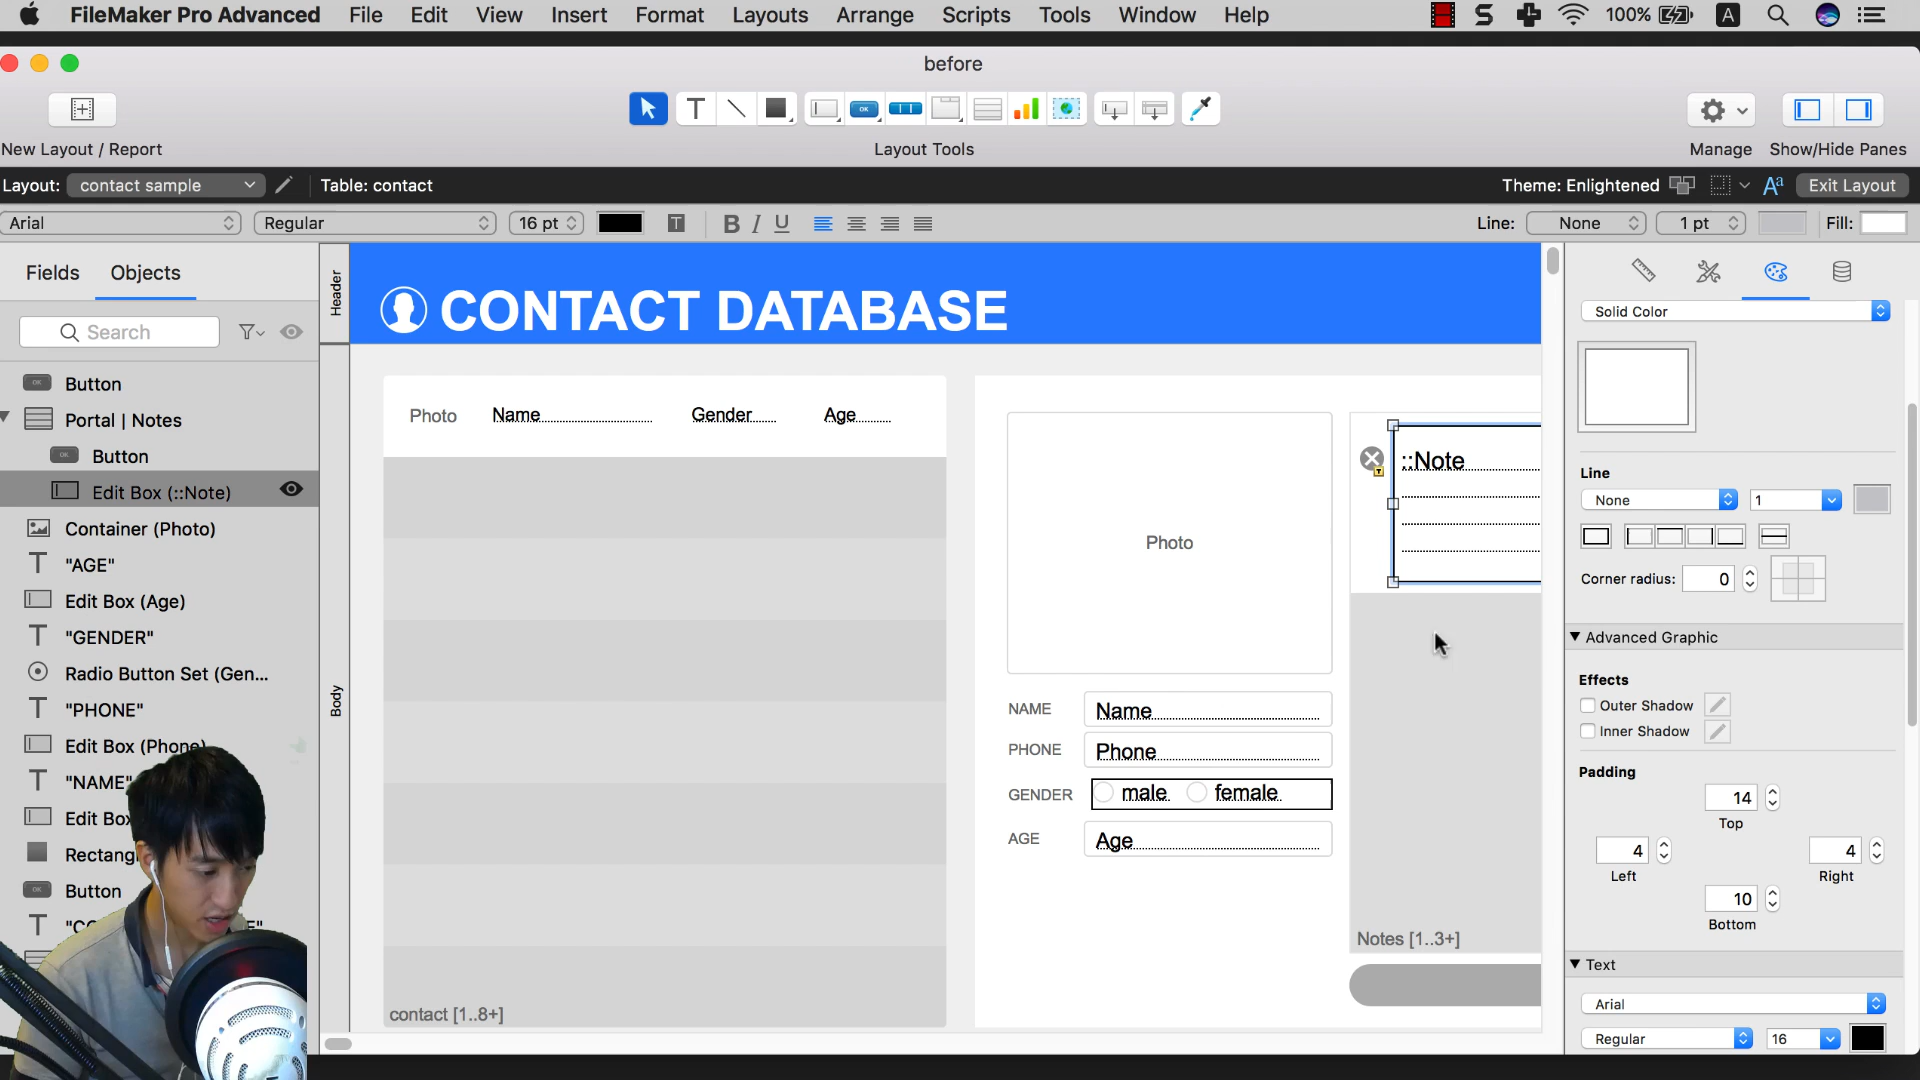 FileMaker Pro Advanced File Edit View Insert Format Layouts Arrange Scripts Tools Window Help 100% A
before
New Layout / Report
Layout Tools
Manage Show/Hide Panes
Layout: contact sample Table: contact Theme: Enlightened Aa Exit Layout
Arial Regular 16 pt T B I U Line: None 1 pt Fill:
Fields Objects
Search
Button
Portal | Notes
Button
Edit Box (::Note)
Container (Photo)
"AGE"
Edit Box (Age)
"GENDER"
Radio Button Set (Gen...
"PHONE"
Edit Box (Phone)
"NAME"
Edit Box
Rectang
Button
Header
Body
CONTACT DATABASE
Photo Name Gender Age
contact [1..8+]
Photo
NAME Name
PHONE Phone
GENDER male female
AGE Age
::Note
Notes [1..3+]
Solid Color
Line
None 1
Corner radius: 0
Advanced Graphic
Effects
Outer Shadow
Inner Shadow
Padding
14
Top
4 4
Left Right
10
Bottom
Text
Arial
Regular 16